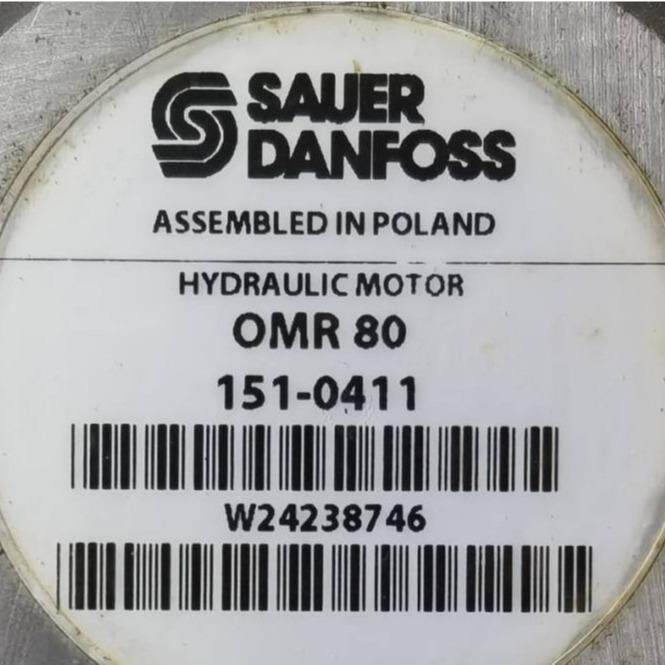 SAUER
DANFOSS
ASSEMBLED IN POLAND
HYDRAULIC MOTOR
OMR 80
151-0411
W24238746